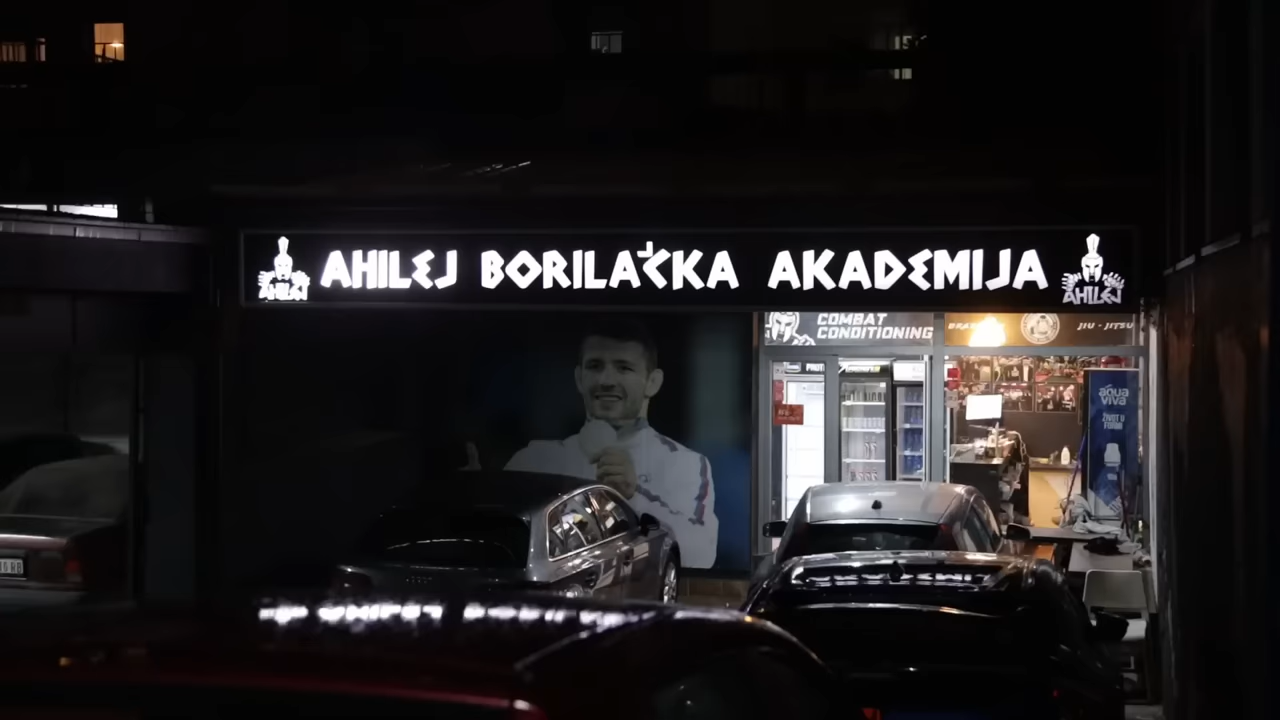 AHILEJ BORILAČKA AKADEMIJA
AHILEJ
AHILEJ
COMBAT
CONDITIONING
JIU-JITSU
aqua
viva
ŽIVOT U
FORMI